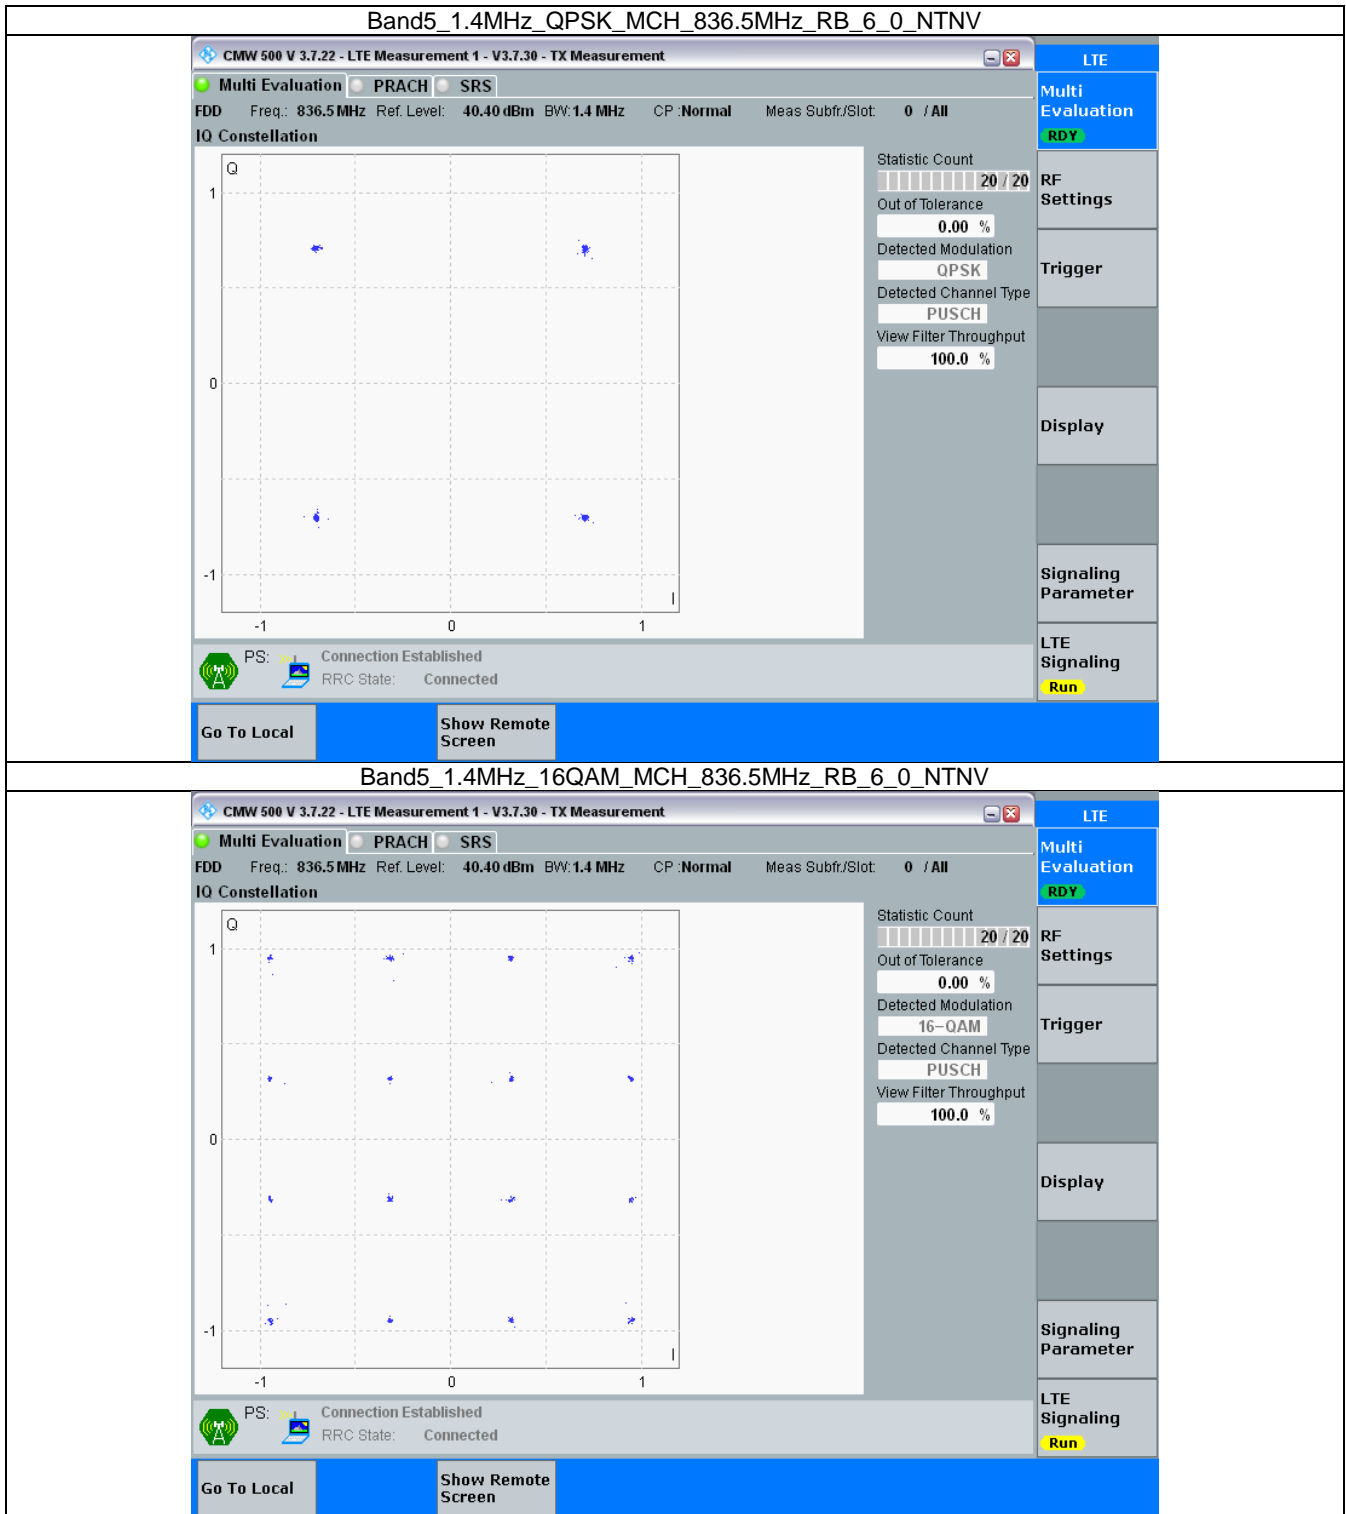 Band5_1.4MHz_QPSK_MCH_836.5MHz_RB_6_0_NTNV
CMW 500 V 3.7.22 - LTE Measurement 1 - V3.7.30 - TX Measurement
LTE
Multi Evaluation PRACH SRS
Multi Evaluation
RDY
FDD Freq.: 836.5 MHz Ref. Level: 40.40 dBm BW: 1.4 MHz CP : Normal Meas Subfr./Slot: 0 / All
IQ Constellation
Q
1
0
-1
I
-1 0 1
Statistic Count
20 / 20
Out of Tolerance
0.00 %
Detected Modulation
QPSK
Detected Channel Type
PUSCH
View Filter Throughput
100.0 %
RF
Settings
Trigger
Display
Signaling
Parameter
LTE
Signaling
Run
PS: Connection Established
RRC State: Connected
Go To Local
Show Remote
Screen
Band5_1.4MHz_16QAM_MCH_836.5MHz_RB_6_0_NTNV
CMW 500 V 3.7.22 - LTE Measurement 1 - V3.7.30 - TX Measurement
LTE
Multi Evaluation PRACH SRS
Multi Evaluation
RDY
FDD Freq.: 836.5 MHz Ref. Level: 40.40 dBm BW: 1.4 MHz CP : Normal Meas Subfr./Slot: 0 / All
IQ Constellation
Q
1
0
-1
I
-1 0 1
Statistic Count
20 / 20
Out of Tolerance
0.00 %
Detected Modulation
16-QAM
Detected Channel Type
PUSCH
View Filter Throughput
100.0 %
RF
Settings
Trigger
Display
Signaling
Parameter
LTE
Signaling
Run
PS: Connection Established
RRC State: Connected
Go To Local
Show Remote
Screen